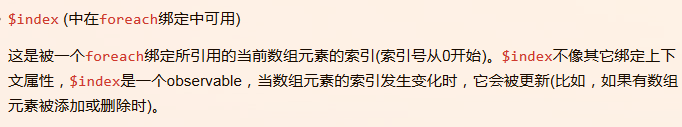 $index (中在foreach绑定中可用)
这是被一个foreach绑定所引用的当前数组元素的索引(索引号从0开始)。$index不像其它绑定上下
文属性，$index是一个observable，当数组元素的索引发生变化时，它会被更新(比如，如果有数组
元素被添加或删除时)。